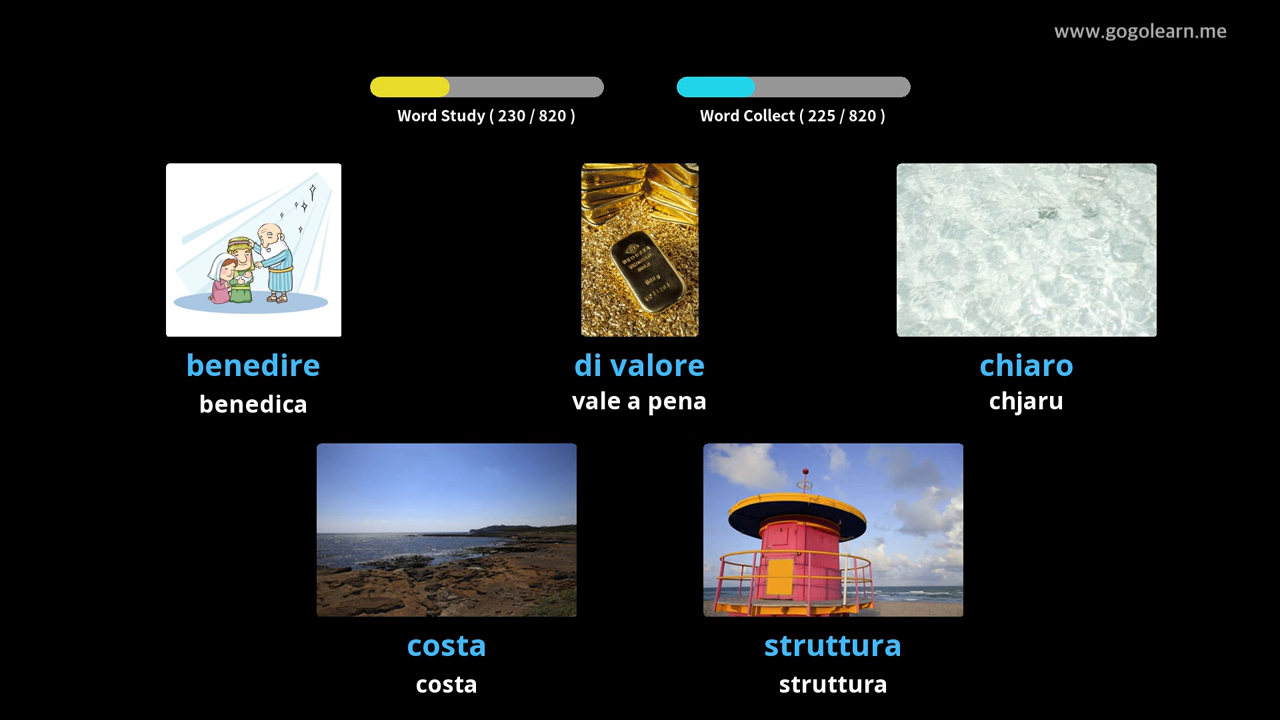 www.gogolearn.me
Word Study ( 230 / 820 )
Word Collect ( 225 / 820 )
benedire
benedica
di valore
vale a pena
chiaro
chjaru
costa
costa
struttura
struttura